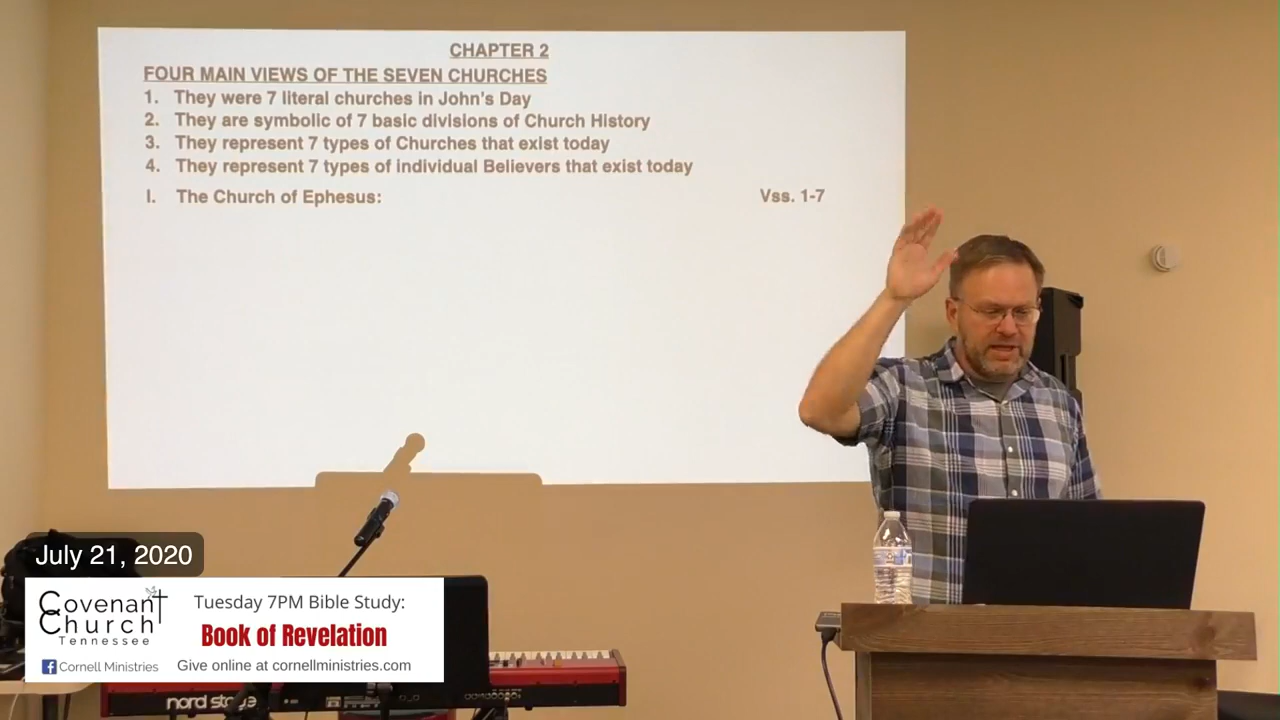 CHAPTER 2
FOUR MAIN VIEWS OF THE SEVEN CHURCHES
1. They were 7 literal churches in John's Day
2. They are symbolic of 7 basic divisions of Church History
3. They represent 7 types of Churches that exist today
4. They represent 7 types of individual Believers that exist today
I. The Church of Ephesus: Vss. 1-7
July 21, 2020
Covenant
Church
Tennessee
Cornell Ministries
Tuesday 7PM Bible Study:
Book of Revelation
Give online at cornellministries.com
nord stage